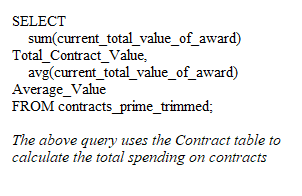 SELECT
sum(current_total_value_of_award)
Total_Contract_Value,
avg(current_total_value_of_award)
Average_Value
FROM contracts_prime_trimmed;
The above query uses the Contract table to
calculate the total spending on contracts